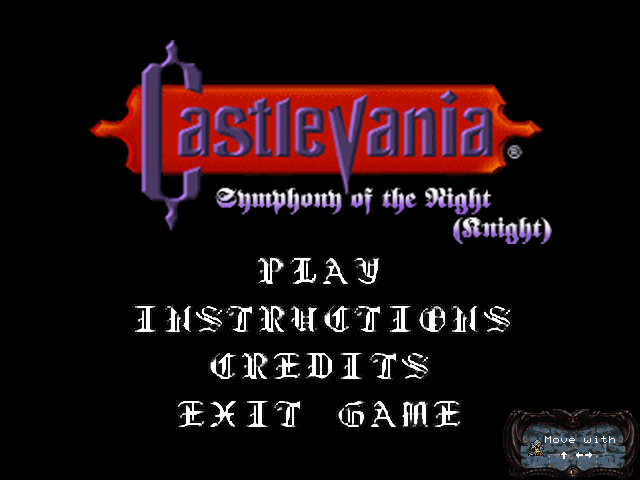 Castlevania®
Symphony of the Night
(Knight)
PLAY
INSTRUCTIONS
CREDITS
EXIT GAME
Move with
↑ ←→